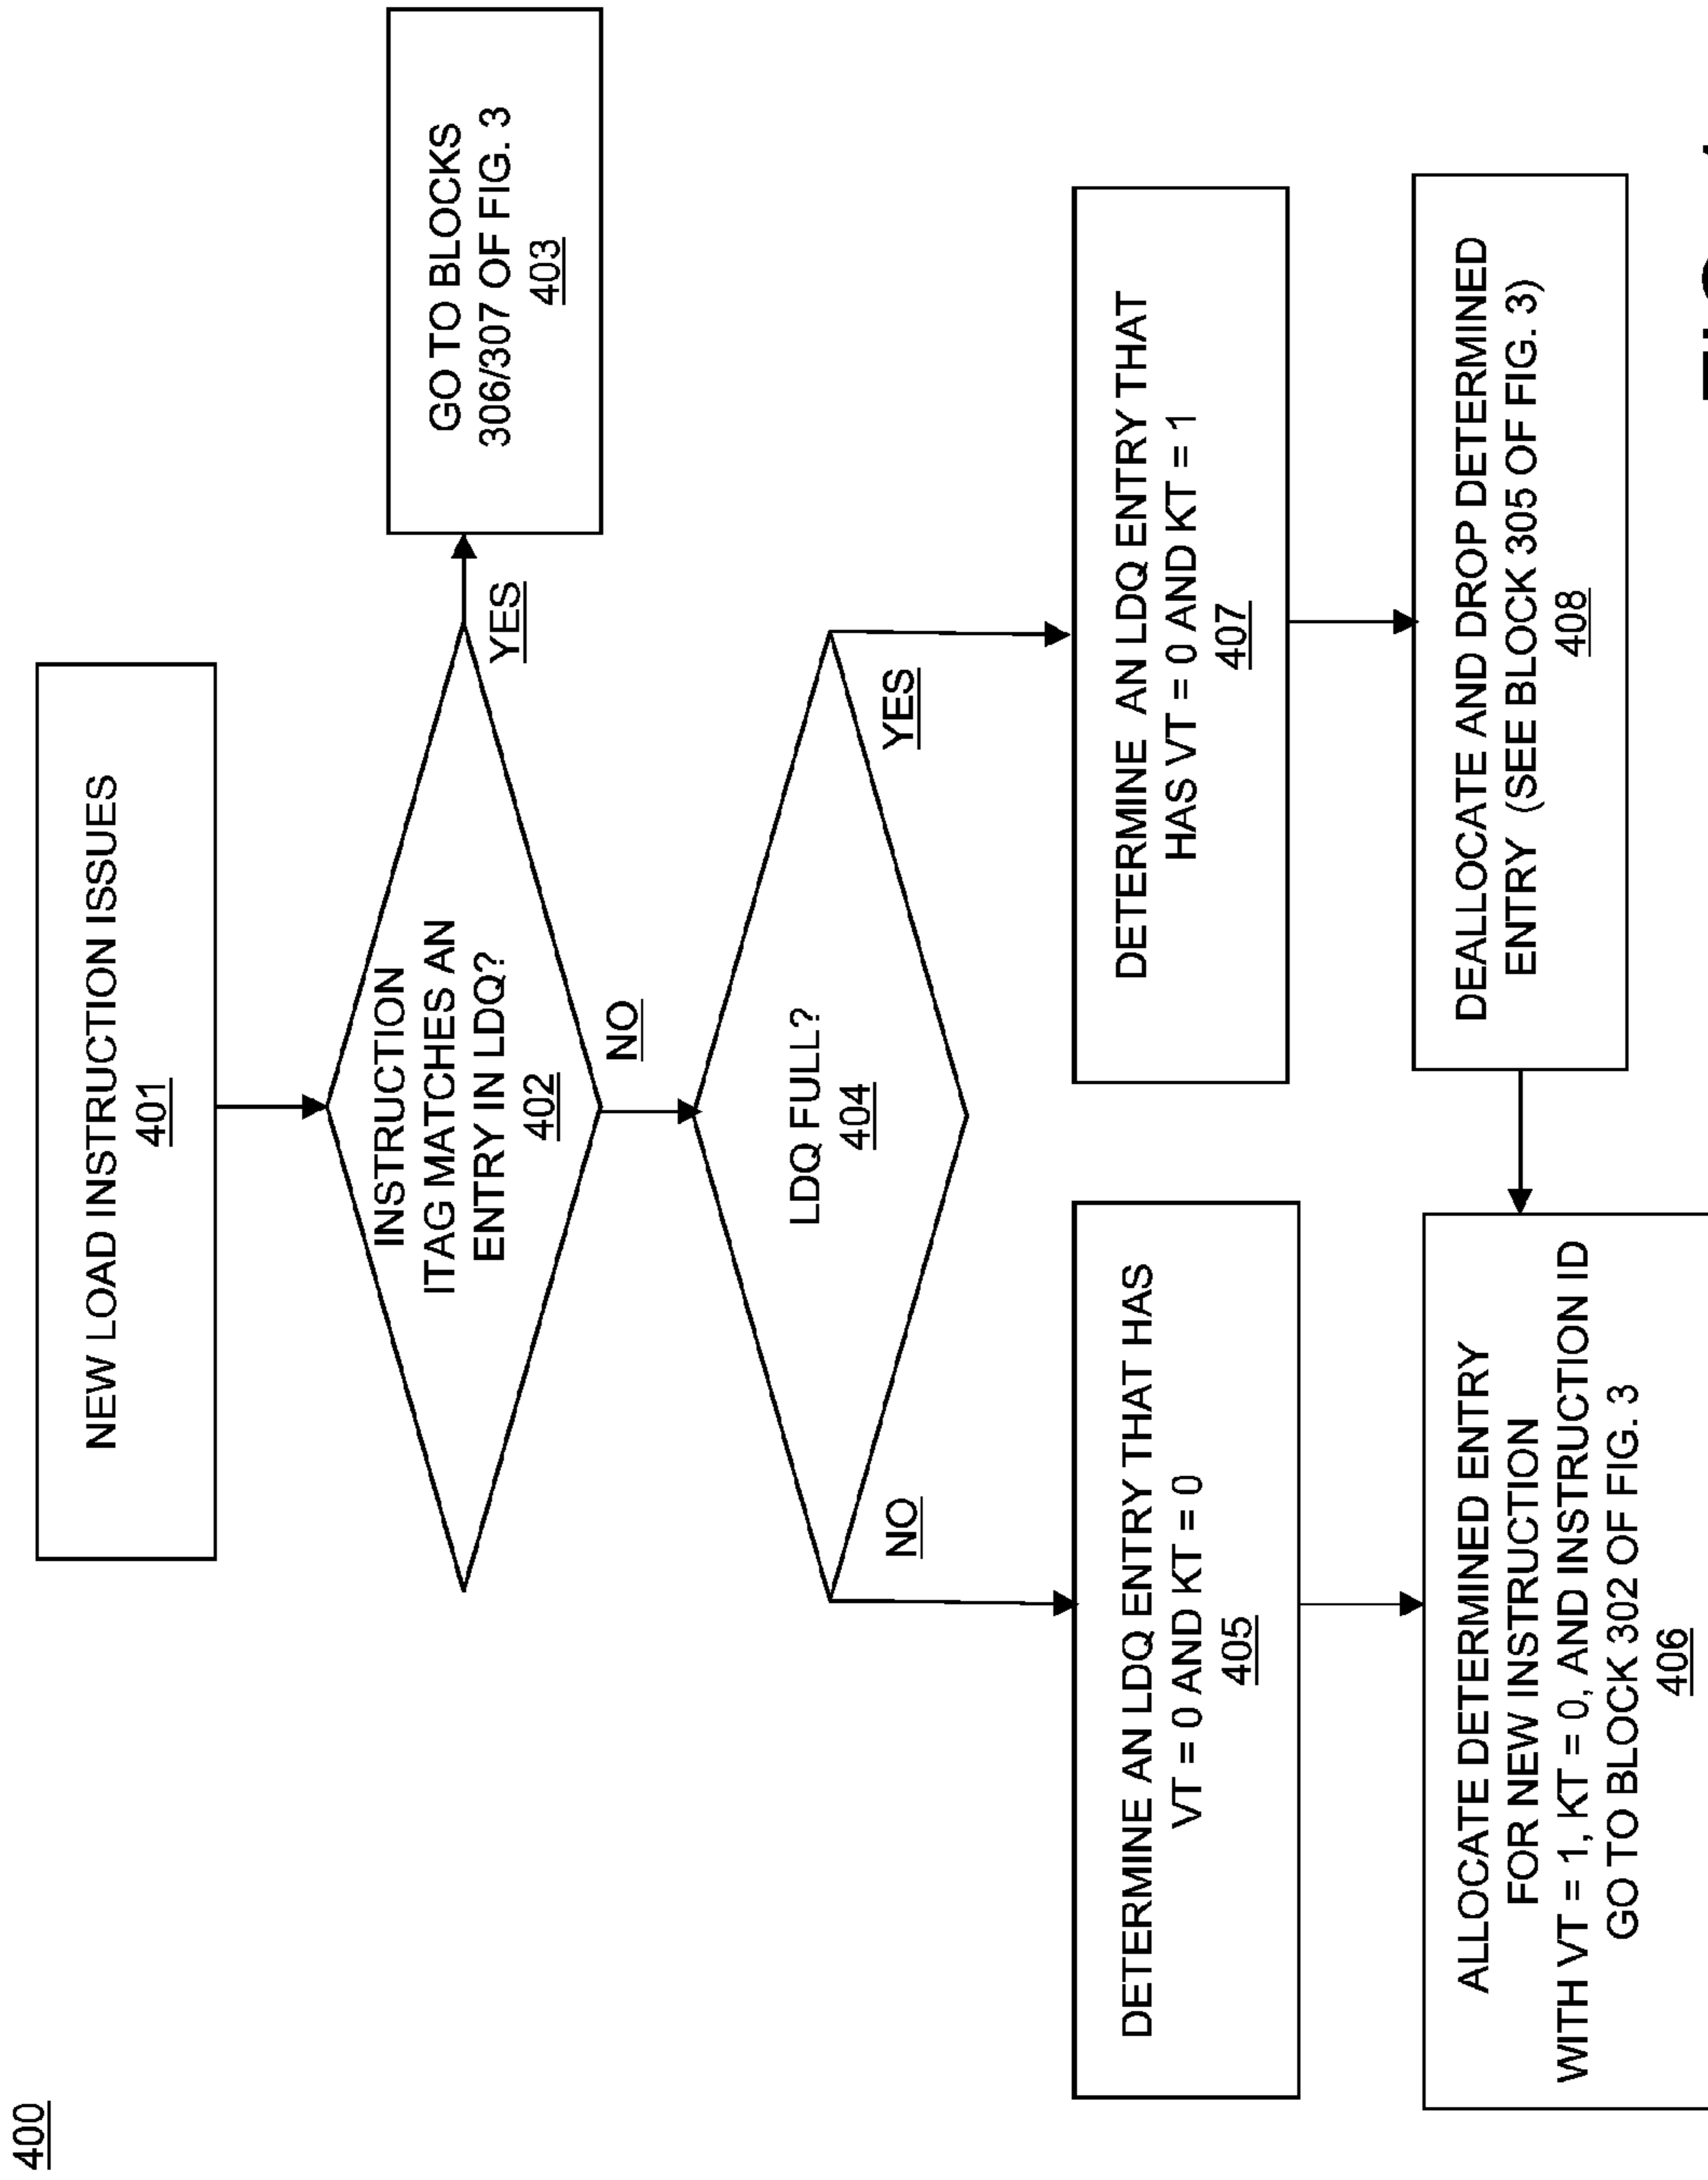 400
NEW LOAD INSTRUCTION ISSUES
401
INSTRUCTION
ITAG MATCHES AN
ENTRY IN LDQ?
402
YES
GO TO BLOCKS
306/307 OF FIG. 3
403
NO
LDQ FULL?
404
NO
YES
DETERMINE AN LDQ ENTRY THAT HAS
VT = 0 AND KT = 0
405
DETERMINE AN LDQ ENTRY THAT
HAS VT = 0 AND KT = 1
407
ALLOCATE DETERMINED ENTRY
FOR NEW INSTRUCTION
WITH VT = 1, KT = 0, AND INSTRUCTION ID
GO TO BLOCK 302 OF FIG. 3
406
DEALLOCATE AND DROP DETERMINED
ENTRY (SEE BLOCK 305 OF FIG. 3)
408